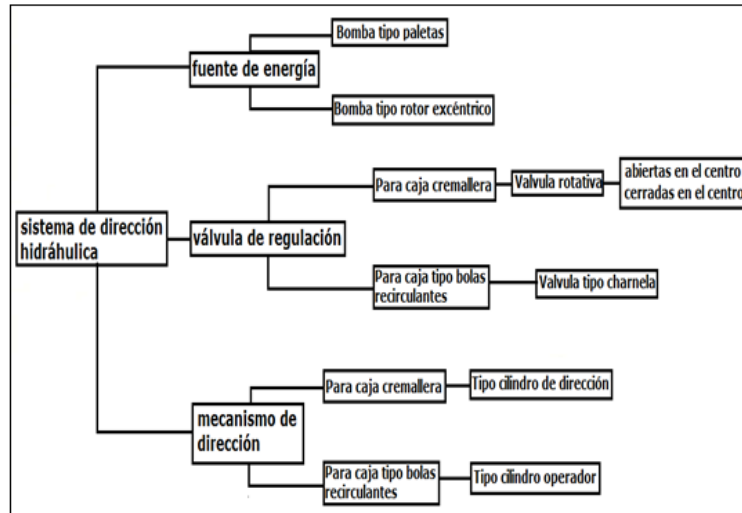 sistema de dirección
hidráhulica
fuente de energía
Bomba tipo paletas
Bomba tipo rotor excéntrico
válvula de regulación
Para caja cremallera
Valvula rotativa
abiertas en el centro
cerradas en el centro
Para caja tipo bolas
recirculantes
Valvula tipo charnela
mecanismo de
dirección
Para caja cremallera
Tipo cilindro de dirección
Para caja tipo bolas
recirculantes
Tipo cilindro operador